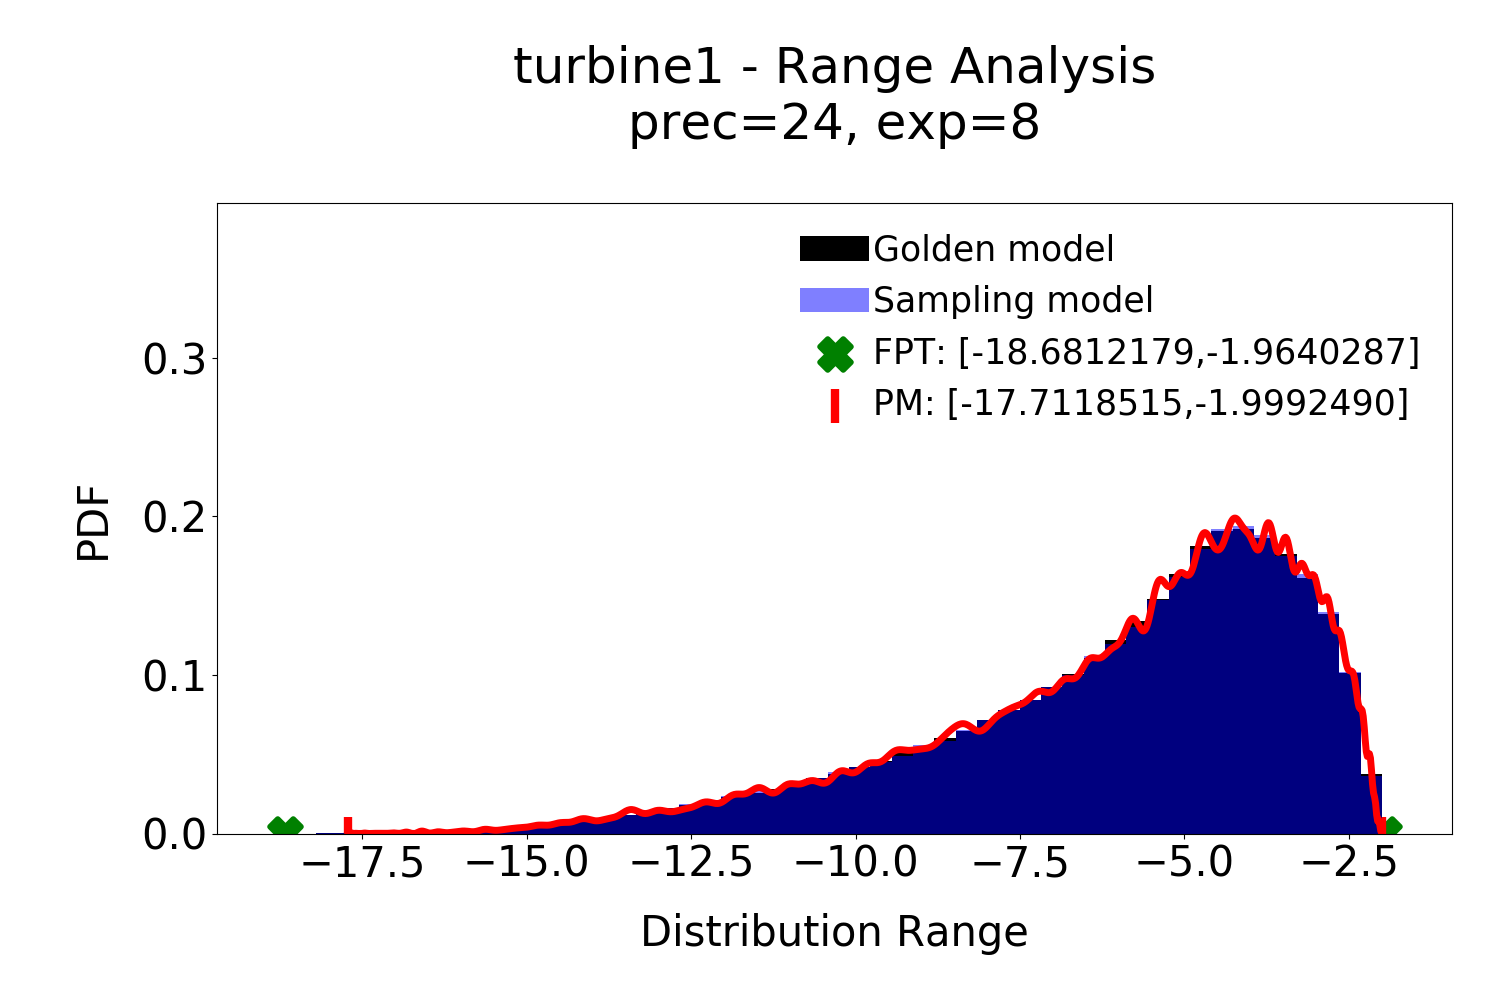 turbine1 - Range Analysis
prec=24, exp=8
Golden model
Sampling model
FPT: [-18.6812179,-1.9640287]
PM: [-17.7118515,-1.9992490]
0.3
0.2
0.1
0.0
PDF
−17.5 −15.0 −12.5 −10.0 −7.5 −5.0 −2.5
Distribution Range